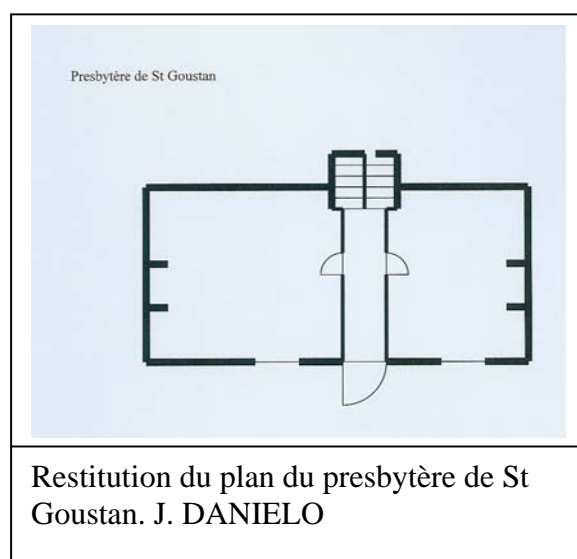 Presbytère de St Goustan
Restitution du plan du presbytère de St
Goustan. J. DANIELO